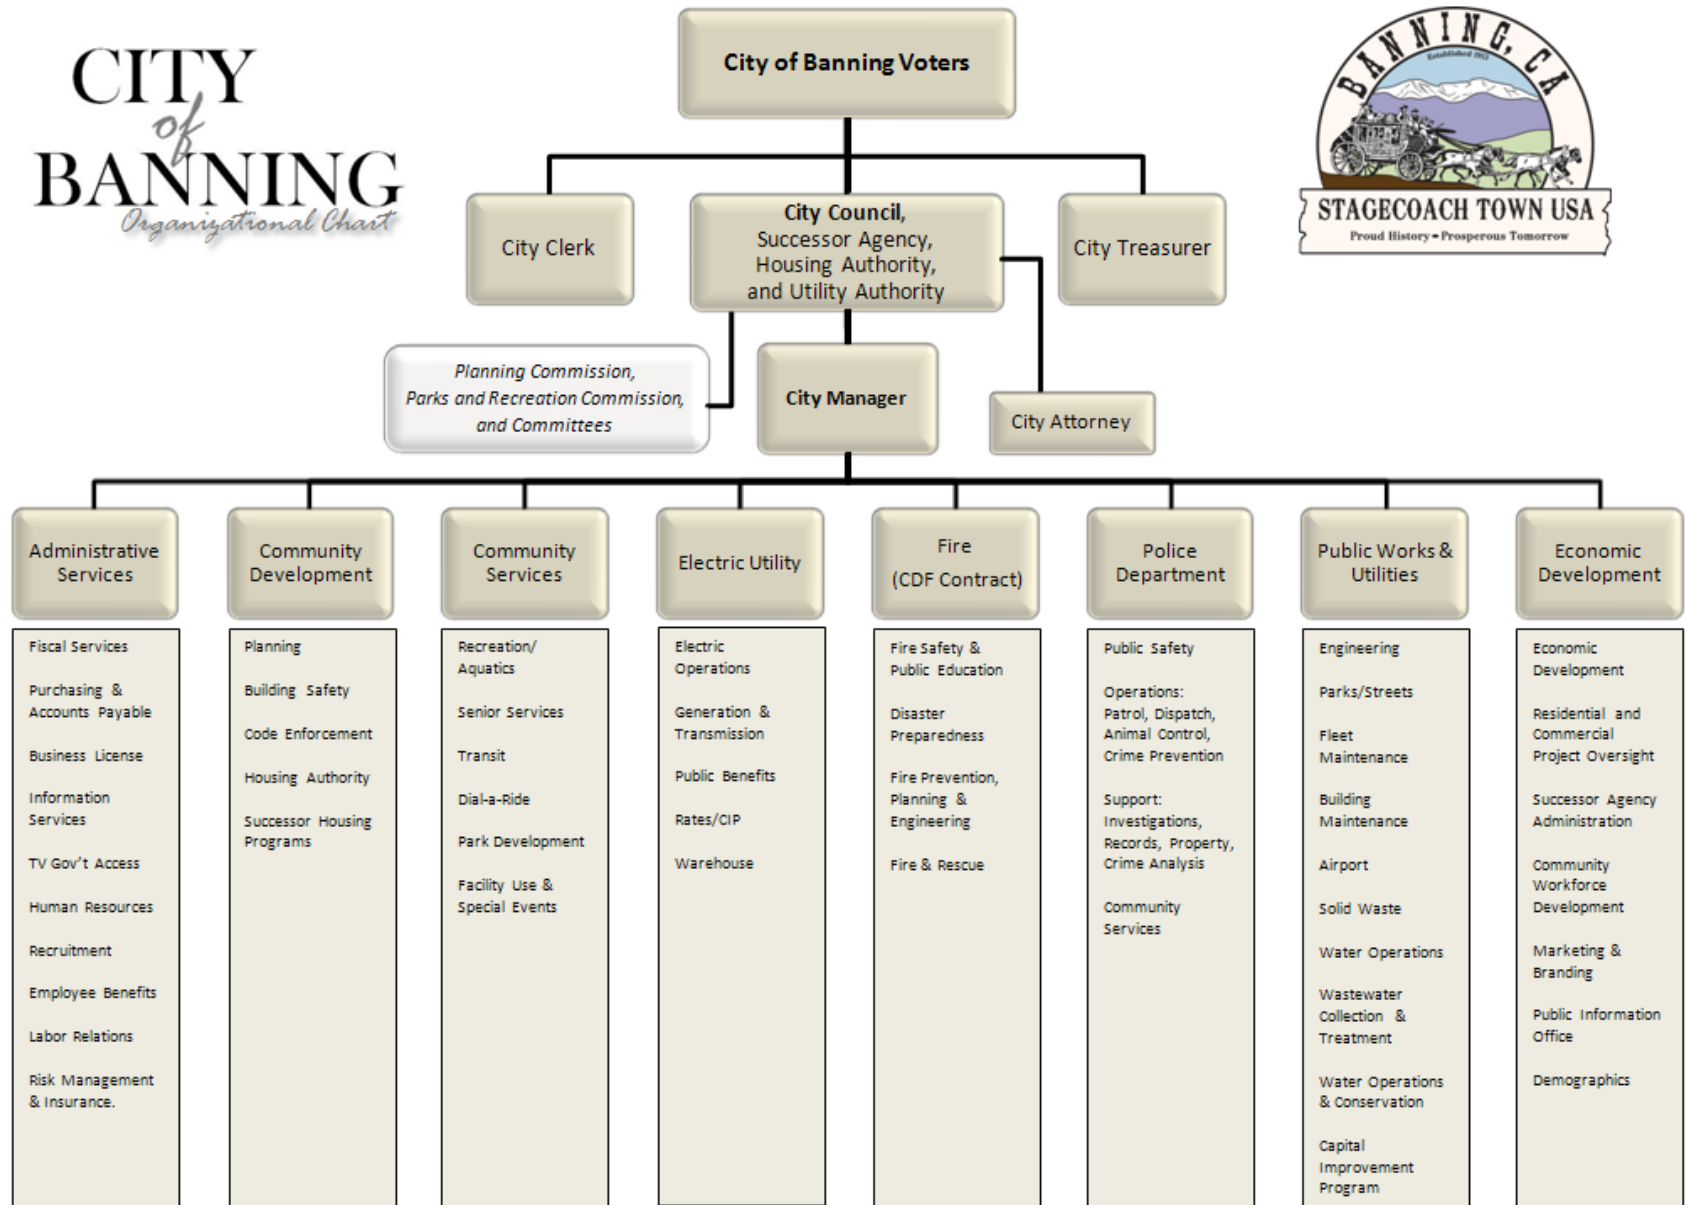 CITY
of
BANNING
Organizational Chart
City of Banning Voters
BANNING, CA
Established 1913
STAGECOACH TOWN USA
Proud History - Prosperous Tomorrow
City Clerk
City Council,
Successor Agency,
Housing Authority,
and Utility Authority
City Treasurer
Planning Commission,
Parks and Recreation Commission,
and Committees
City Manager
City Attorney
Administrative
Services
Fiscal Services
Purchasing &
Accounts Payable
Business License
Information
Services
TV Gov't Access
Human Resources
Recruitment
Employee Benefits
Labor Relations
Risk Management
& Insurance.
Community
Development
Planning
Building Safety
Code Enforcement
Housing Authority
Successor Housing
Programs
Community
Services
Recreation/
Aquatics
Senior Services
Transit
Dial-a-Ride
Park Development
Facility Use &
Special Events
Electric Utility
Electric
Operations
Generation &
Transmission
Public Benefits
Rates/CIP
Warehouse
Fire
(CDF Contract)
Fire Safety &
Public Education
Disaster
Preparedness
Fire Prevention,
Planning &
Engineering
Fire & Rescue
Police
Department
Public Safety
Operations:
Patrol, Dispatch,
Animal Control,
Crime Prevention
Support:
Investigations,
Records, Property,
Crime Analysis
Community
Services
Public Works &
Utilities
Engineering
Parks/Streets
Fleet
Maintenance
Building
Maintenance
Airport
Solid Waste
Water Operations
Wastewater
Collection &
Treatment
Water Operations
& Conservation
Capital
Improvement
Program
Economic
Development
Economic
Development
Residential and
Commercial
Project Oversight
Successor Agency
Administration
Community
Workforce
Development
Marketing &
Branding
Public Information
Office
Demographics